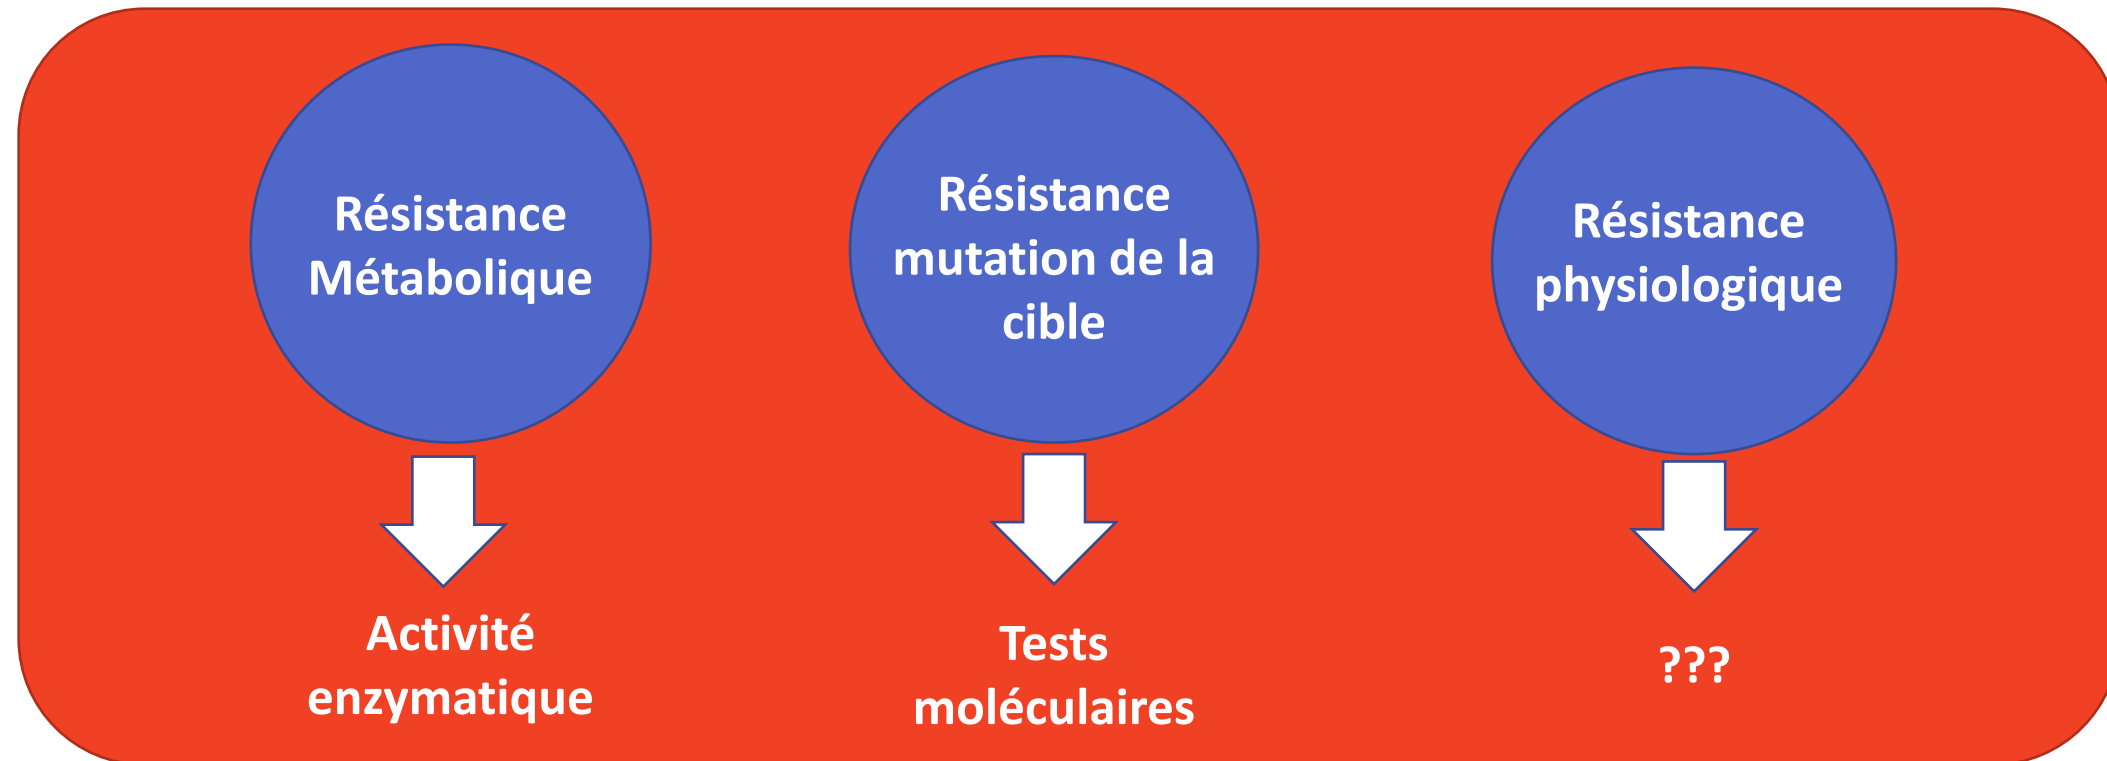 Résistance
Métabolique
Résistance
mutation de la
cible
Résistance
physiologique
Activité
enzymatique
Tests
moléculaires
???